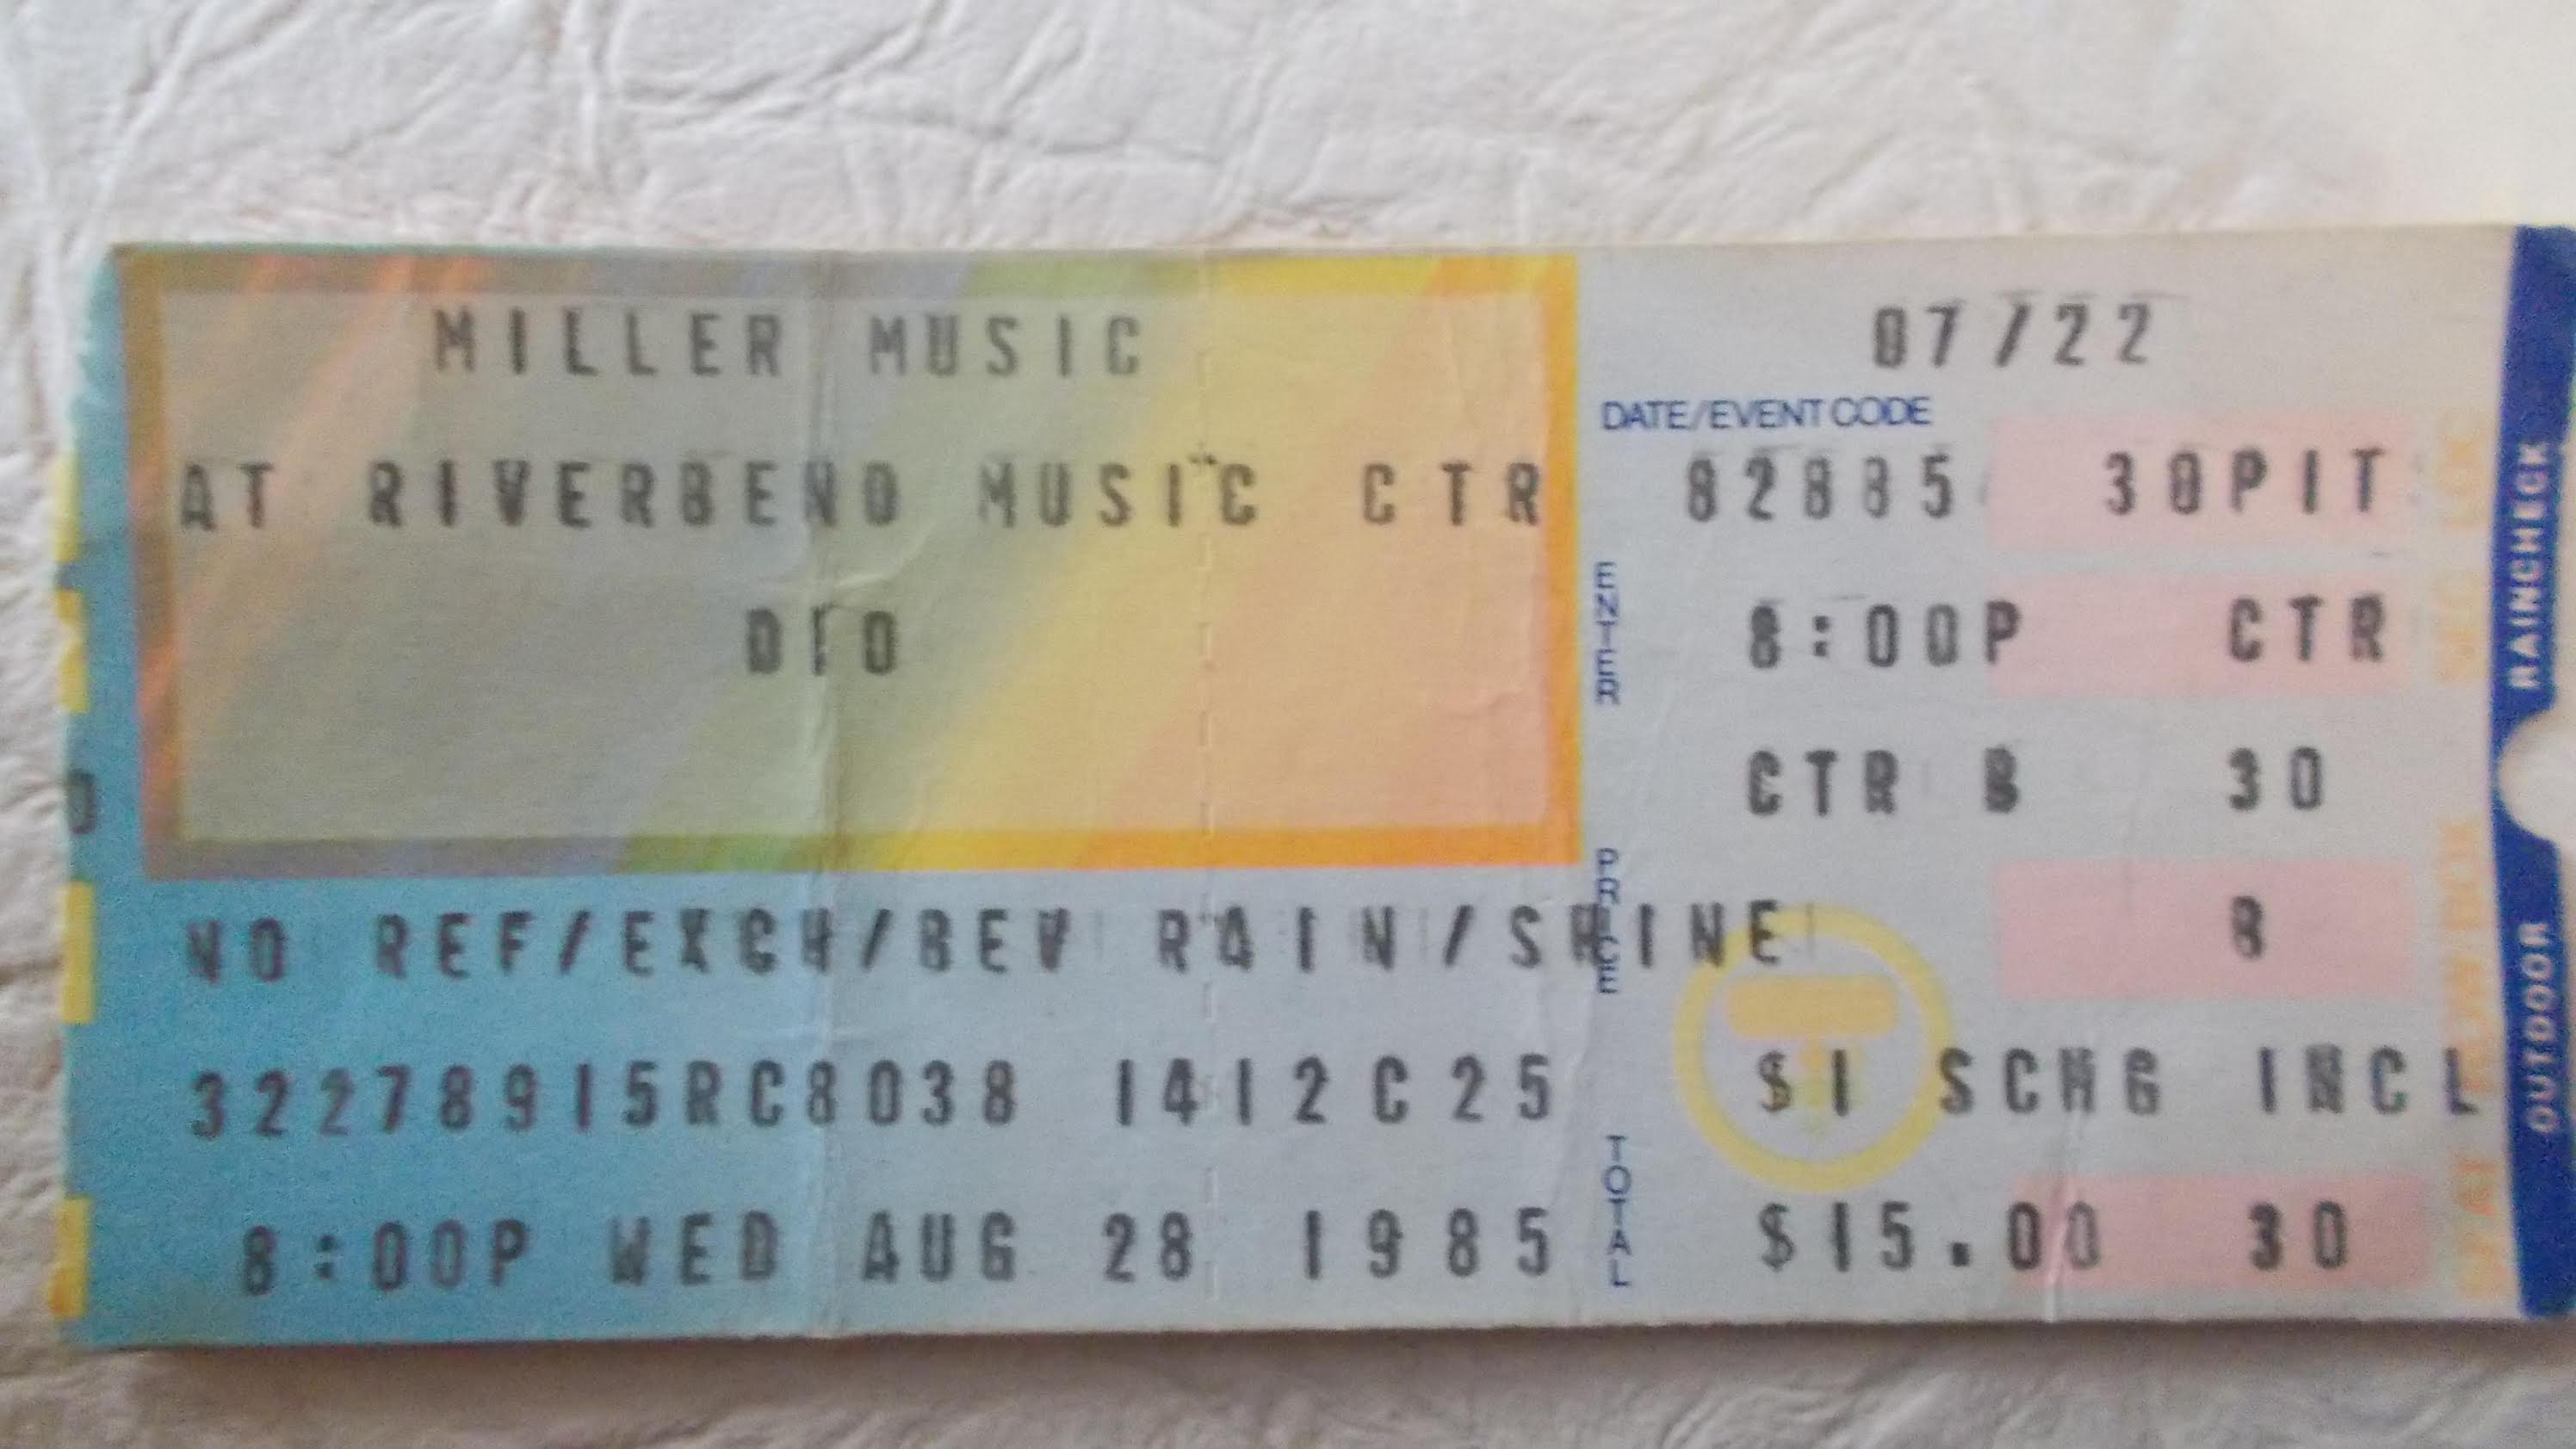 MILLER MUSIC
AT RIVERBEND MUSIC CTR
DIO
NO REF/EXCH/BEV RAIN/SHINE
32278915RC8038 1412C25
8:00P WED AUG 28 1985
07/22
DATE/EVENT CODE
82885 30PIT
ENTER
8:00P CTR
CTR B 30
PRICE
8
$1 SCHG INCL
TOTAL
$15.00 30
RAINCHECK
OUTDOOR